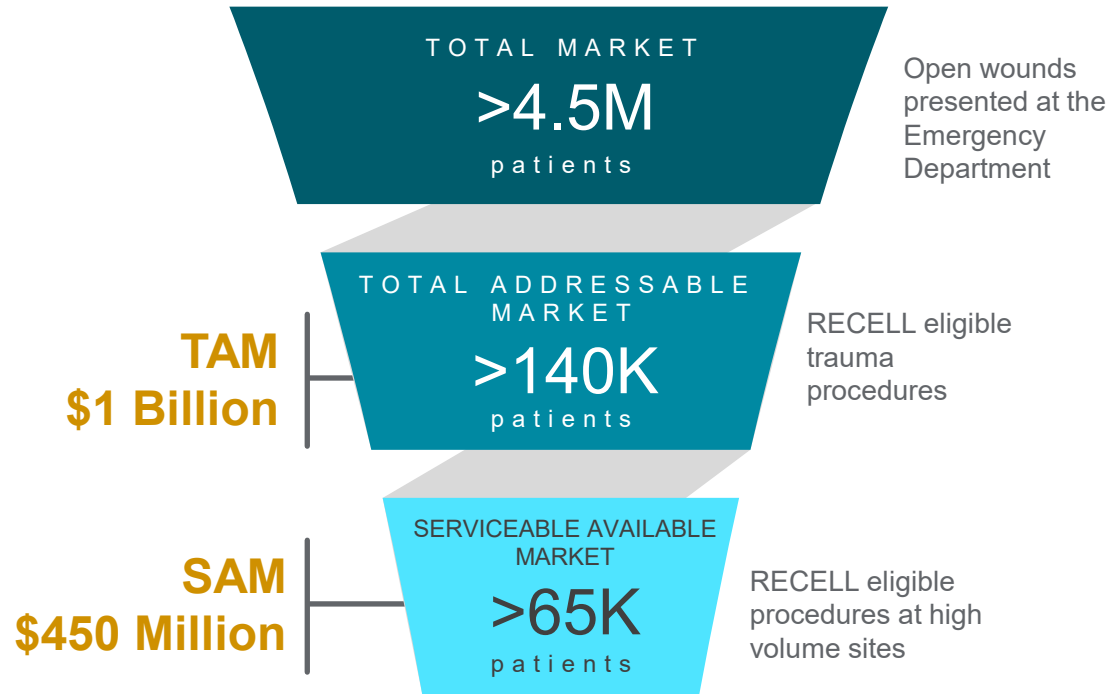 TOTAL MARKET
>4.5M
patients
Open wounds
presented at the
Emergency
Department
TOTAL ADDRESSABLE
MARKET
>140K
patients
RECELL eligible
trauma
procedures
TAM
$1 Billion
SERVICEABLE AVAILABLE
MARKET
>65K
patients
RECELL eligible
procedures at high
volume sites
SAM
$450 Million